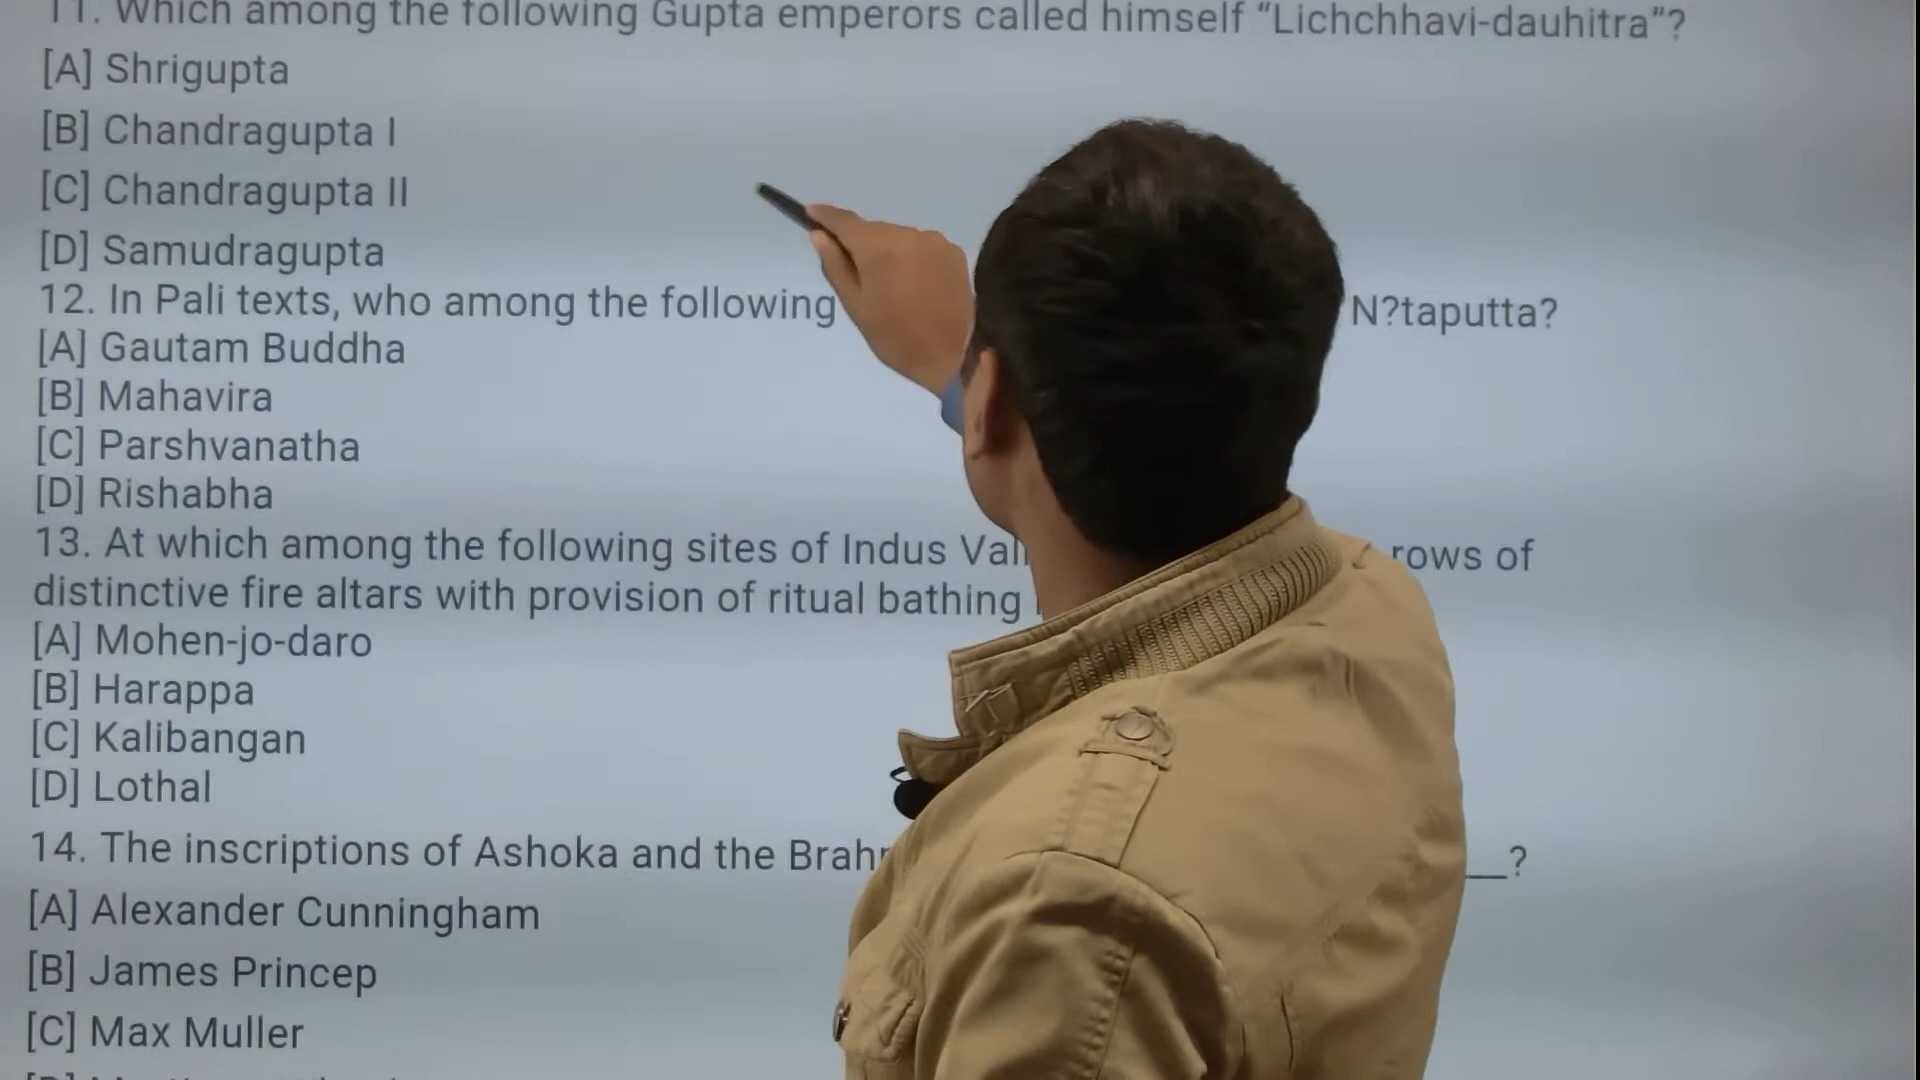 11. Which among the following Gupta emperors called himself “Lichchhavi-dauhitra”?
[A] Shrigupta
[B] Chandragupta I
[C] Chandragupta II
[D] Samudragupta
12. In Pali texts, who among the following N?taputta?
[A] Gautam Buddha
[B] Mahavira
[C] Parshvanatha
[D] Rishabha
13. At which among the following sites of Indus rows of
distinctive fire altars with provision of ritual bathing
[A] Mohen-jo-daro
[B] Harappa
[C] Kalibangan
[D] Lothal
14. The inscriptions of Ashoka and the __?
[A] Alexander Cunningham
[B] James Princep
[C] Max Muller